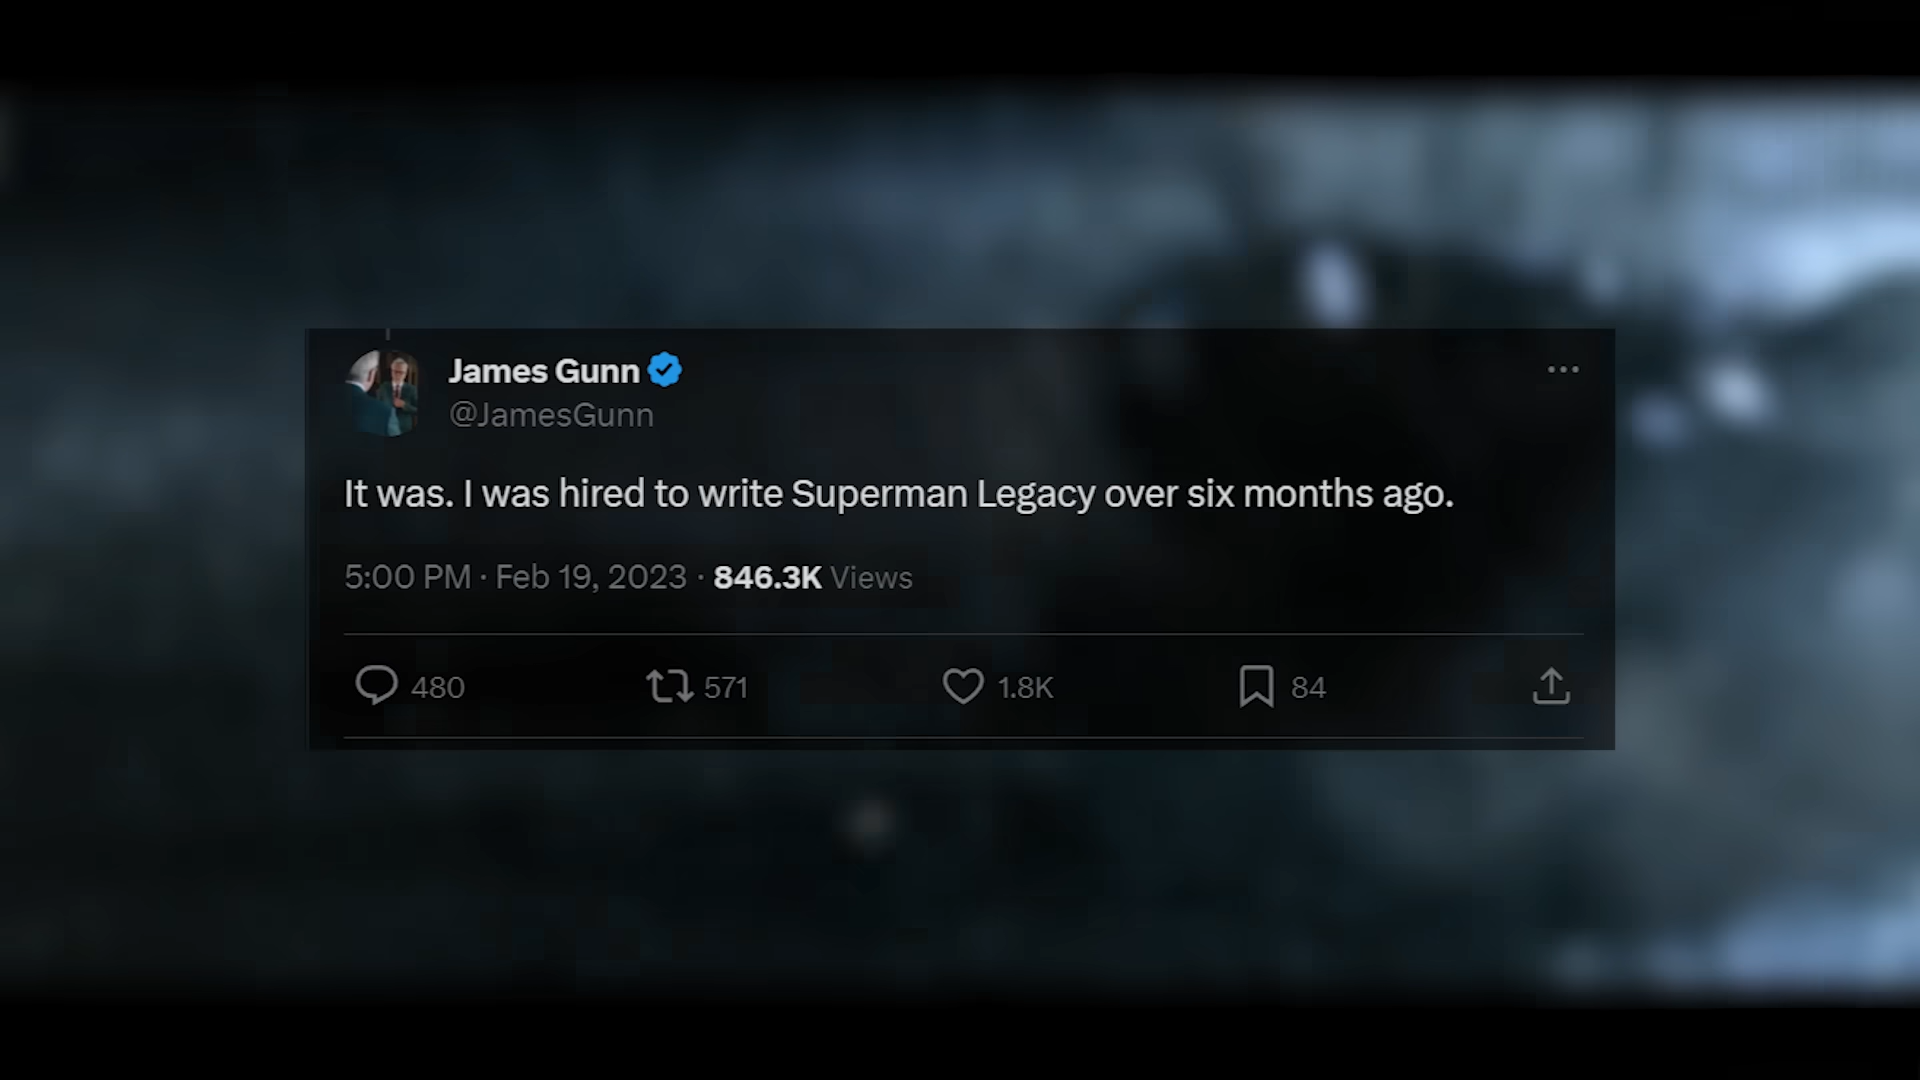 James Gunn
@JamesGunn
It was. I was hired to write Superman Legacy over six months ago.
5:00 PM · Feb 19, 2023 · 846.3K Views
480 571 1.8K 84